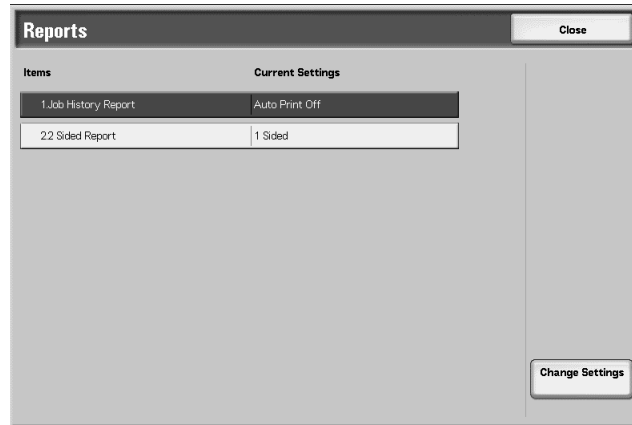 Reports Close
Items Current Settings
1.Job History Report Auto Print Off
2.2 Sided Report 1 Sided
Change Settings